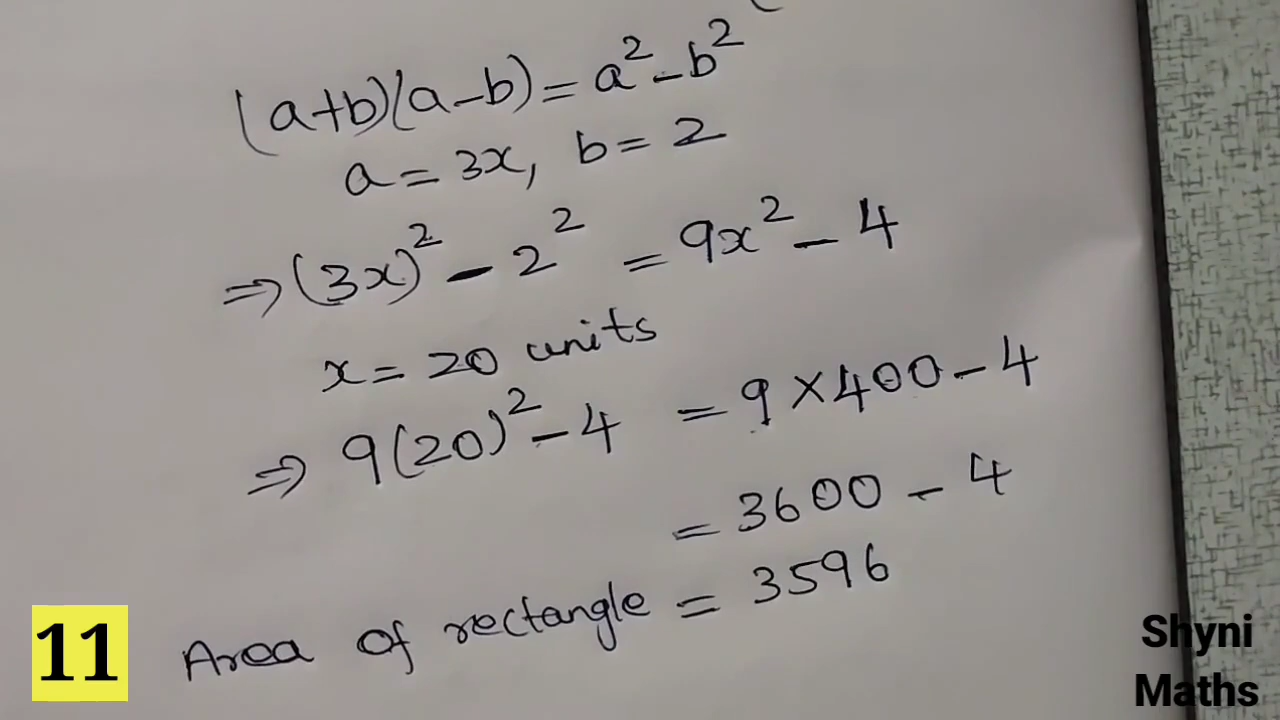 (a+b)(a-b) = a² - b²
a = 3x, b = 2
⇒ (3x)² - 2² = 9x² - 4
x = 20 units
⇒ 9(20)² - 4 = 9 × 400 - 4
= 3600 - 4
Area of rectangle = 3596
11
Shyni
Maths